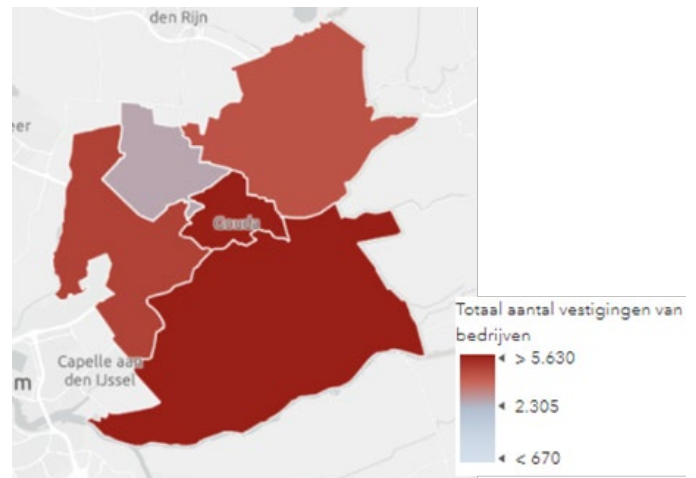 den Rijn
eer
Gouda
Capelle aan
den IJssel
m
Totaal aantal vestigingen van
bedrijven
> 5.630
2.305
< 670